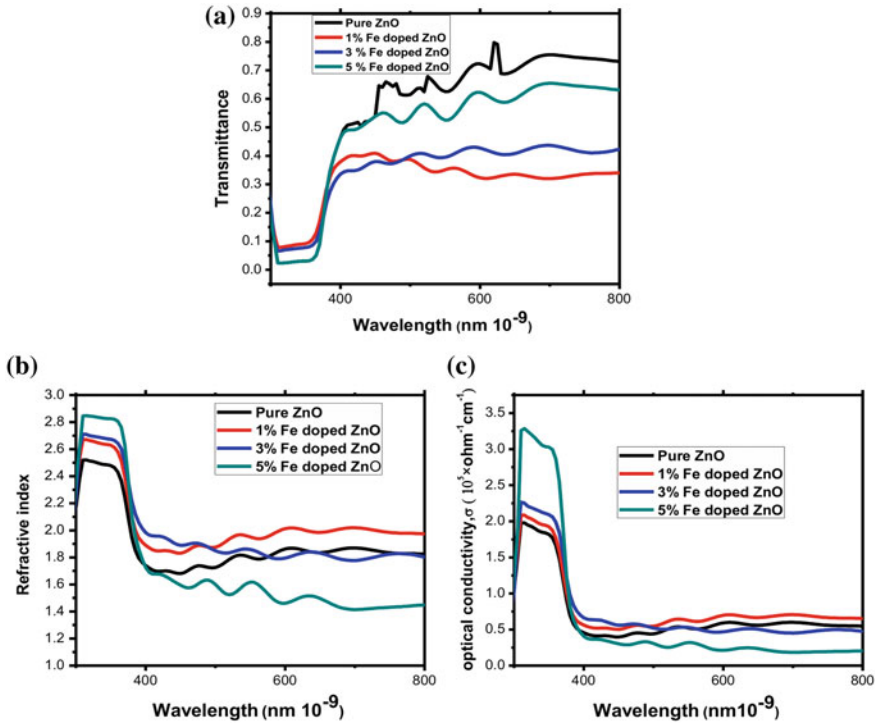 (a)
Pure ZnO
1% Fe doped ZnO
3 % Fe doped ZnO
5 % Fe doped ZnO
0.9
0.8
0.7
0.6
0.5
0.4
0.3
0.2
0.1
0.0
Transmittance
400
600
800
Wavelength (nm 10⁻⁹)
(b)
Pure ZnO
1% Fe doped ZnO
3% Fe doped ZnO
5% Fe doped ZnO
3.0
2.8
2.6
2.4
2.2
2.0
1.8
1.6
1.4
1.2
1.0
Refractive index
400
600
800
Wavelength (nm 10⁻⁹)
(c)
Pure ZnO
1% Fe doped ZnO
3% Fe doped ZnO
5% Fe doped ZnO
3.5
3.0
2.5
2.0
1.5
1.0
0.5
0.0
optical conductivity,σ ( 10⁵×ohm⁻¹cm⁻¹)
400
600
800
Wavelength (nm10⁻⁹)